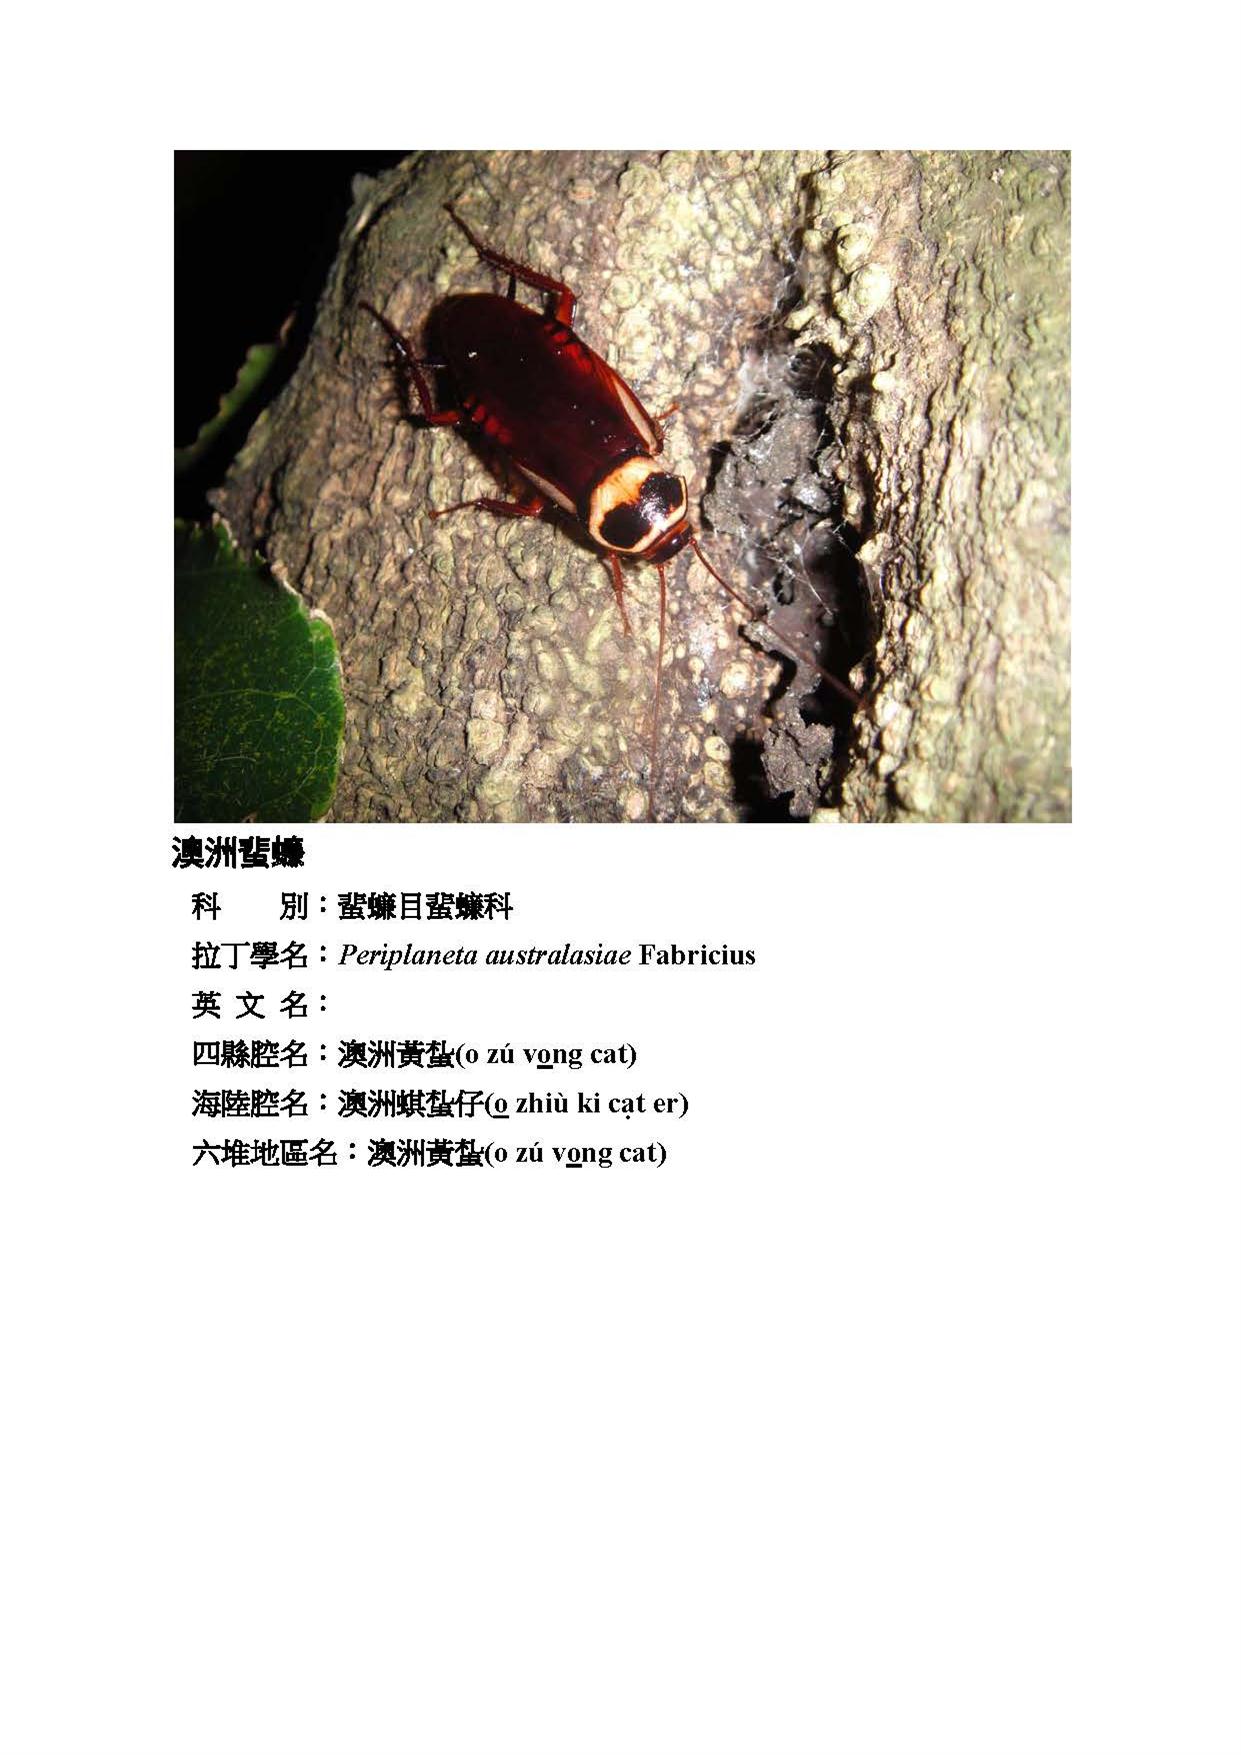 澳洲蜚蠊
科　　別：蜚蠊目蜚蠊科
拉丁學名：Periplaneta australasiae Fabricius
英 文 名：
四縣腔名：澳洲黃蚻(o zú vo̲ng cat)
海陸腔名：澳洲蜞蚻仔(o̲ zhiù ki cạt er)
六堆地區名：澳洲黃蚻(o zú vo̲ng cat)